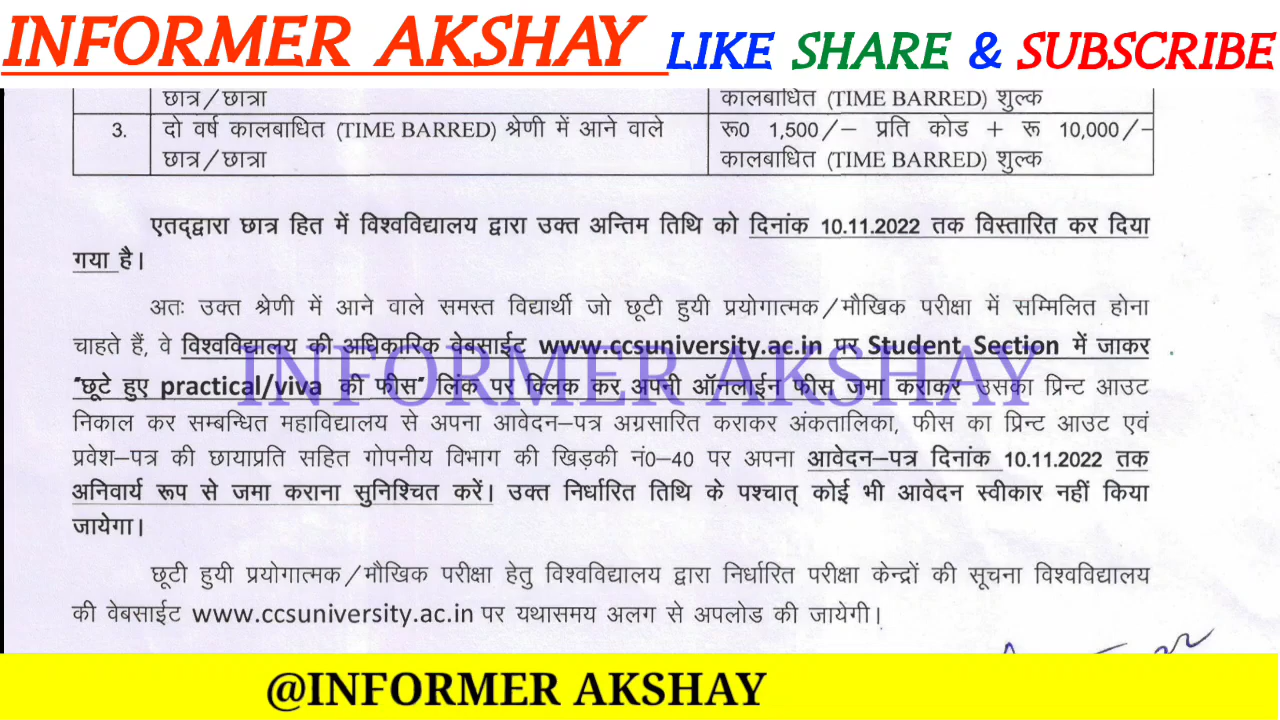 INFORMER AKSHAY LIKE SHARE & SUBSCRIBE
छात्र/छात्रा कालबाधित (TIME BARRED) शुल्क
3. दो वर्ष कालबाधित (TIME BARRED) श्रेणी में आने वाले रू0 1,500/– प्रति कोड + रू 10,000/–
छात्र/छात्रा कालबाधित (TIME BARRED) शुल्क
एतद्द्वारा छात्र हित में विश्वविद्यालय द्वारा उक्त अन्तिम तिथि को दिनांक 10.11.2022 तक विस्तारित कर दिया
गया है।
अतः उक्त श्रेणी में आने वाले समस्त विद्यार्थी जो छूटी हुयी प्रयोगात्मक/मौखिक परीक्षा में सम्मिलित होना
चाहते हैं, वे विश्वविद्यालय की अधिकारिक वेबसाईट www.ccsuniversity.ac.in पर Student Section में जाकर
"छूटे हुए practical/viva की फीस" लिंक पर क्लिक कर अपनी ऑनलाईन फीस जमा कराकर उसका प्रिन्ट आउट
INFORMER AKSHAY
निकाल कर सम्बन्धित महाविद्यालय से अपना आवेदन–पत्र अग्रसारित कराकर अंकतालिका, फीस का प्रिन्ट आउट एवं
प्रवेश–पत्र की छायाप्रति सहित गोपनीय विभाग की खिड़की नं0–40 पर अपना आवेदन–पत्र दिनांक 10.11.2022 तक
अनिवार्य रूप से जमा कराना सुनिश्चित करें। उक्त निर्धारित तिथि के पश्चात् कोई भी आवेदन स्वीकार नहीं किया
जायेगा।
छूटी हुयी प्रयोगात्मक/मौखिक परीक्षा हेतु विश्वविद्यालय द्वारा निर्धारित परीक्षा केन्द्रों की सूचना विश्वविद्यालय
की वेबसाईट www.ccsuniversity.ac.in पर यथासमय अलग से अपलोड की जायेगी।
@INFORMER AKSHAY